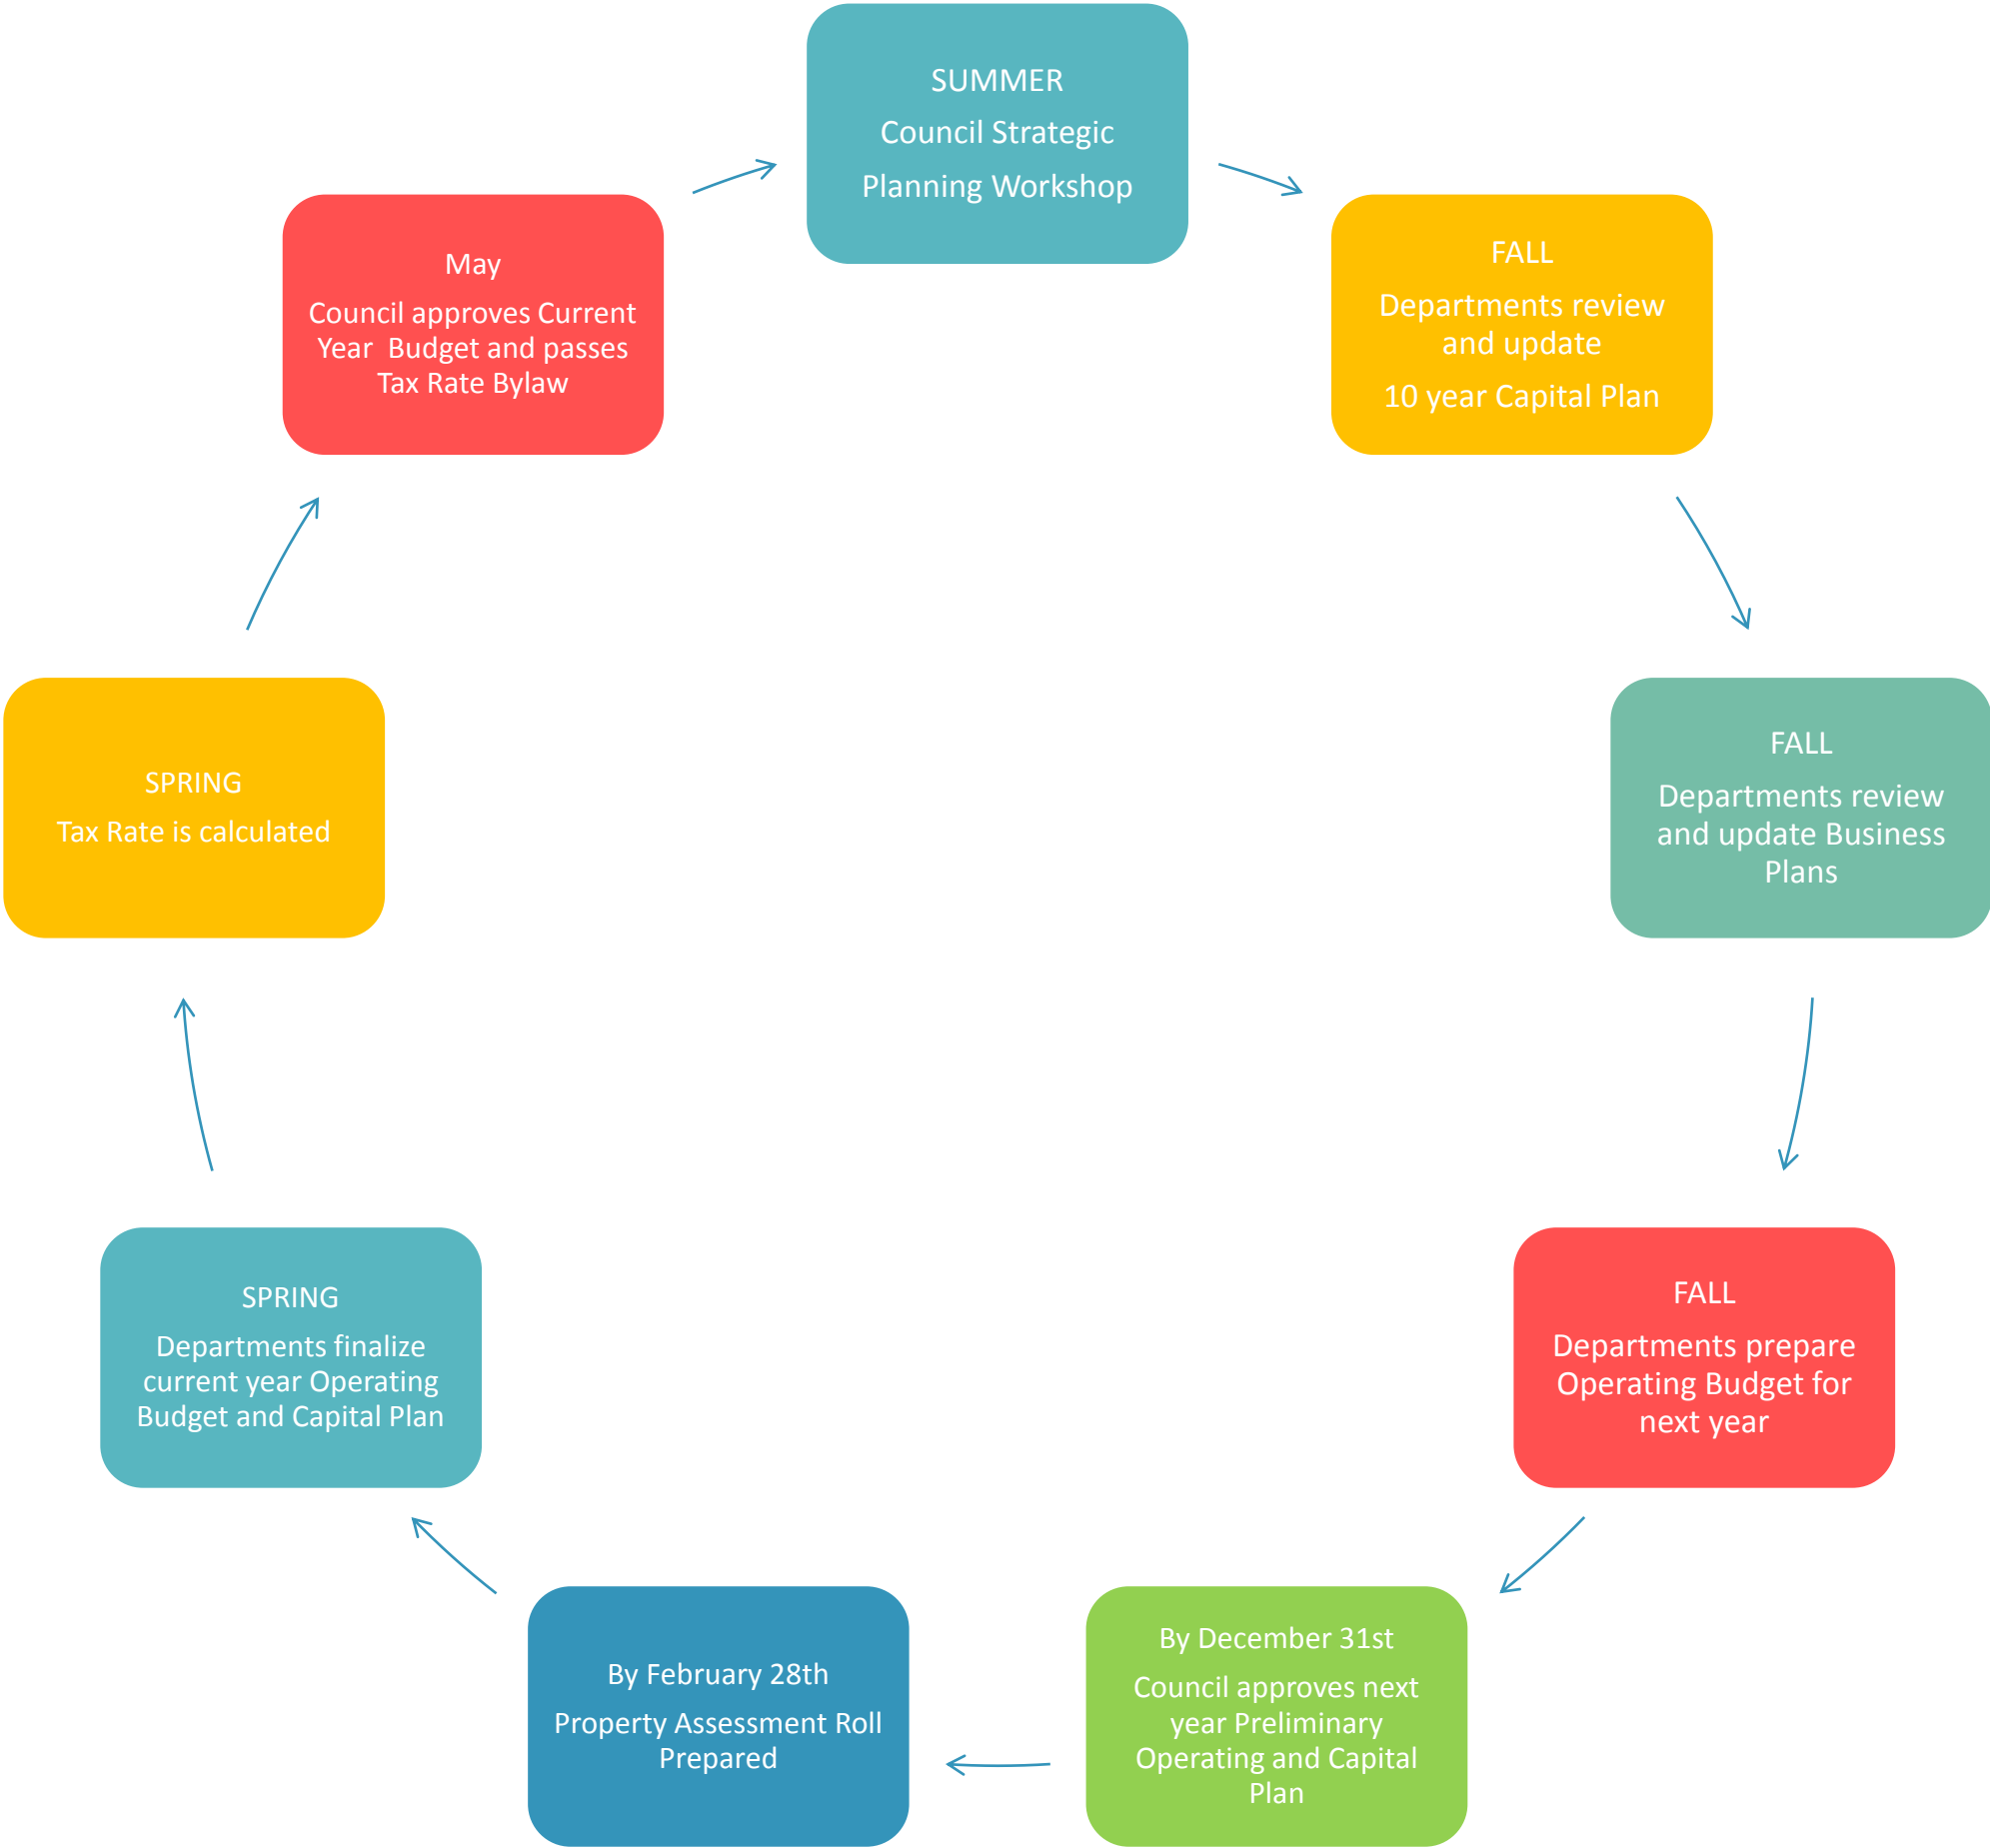 SUMMER
Council Strategic
Planning Workshop
FALL
Departments review
and update
10 year Capital Plan
FALL
Departments review
and update Business
Plans
FALL
Departments prepare
Operating Budget for
next year
By December 31st
Council approves next
year Preliminary
Operating and Capital
Plan
By February 28th
Property Assessment Roll
Prepared
SPRING
Departments finalize
current year Operating
Budget and Capital Plan
SPRING
Tax Rate is calculated
May
Council approves Current
Year  Budget and passes
Tax Rate Bylaw